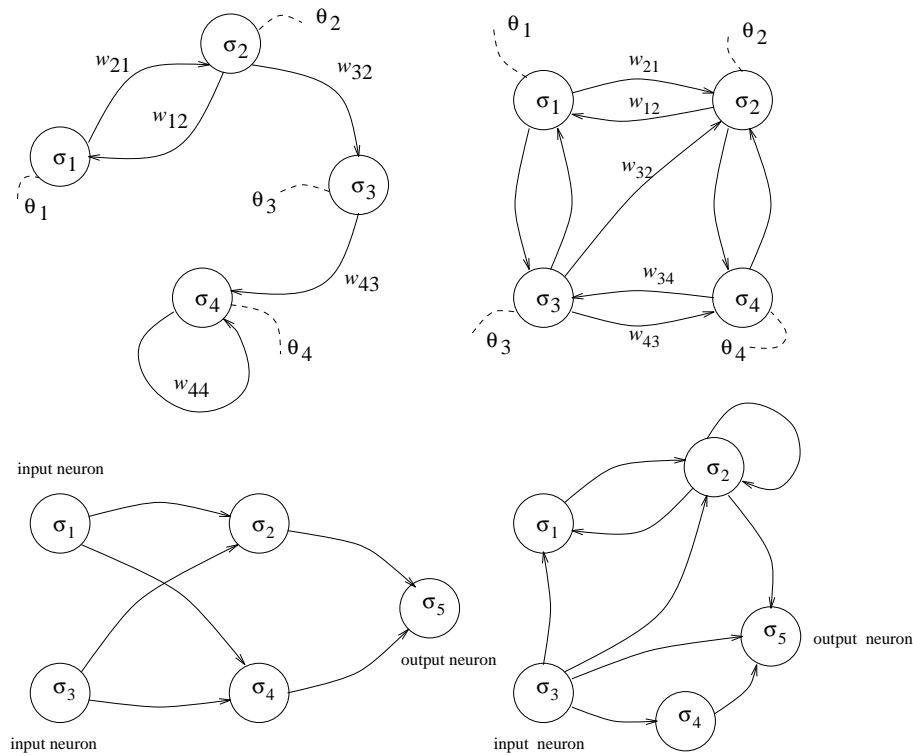 θ1
θ2
σ1
σ2
σ3
σ4
w21
w12
w32
w43
w44
θ3
θ4
θ1
θ2
σ1
σ2
w21
w12
w32
σ3
σ4
w34
w43
θ3
θ4
input neuron
σ1
σ2
σ5
output neuron
σ3
σ4
input neuron
σ2
σ1
σ5
output neuron
σ3
σ4
input neuron